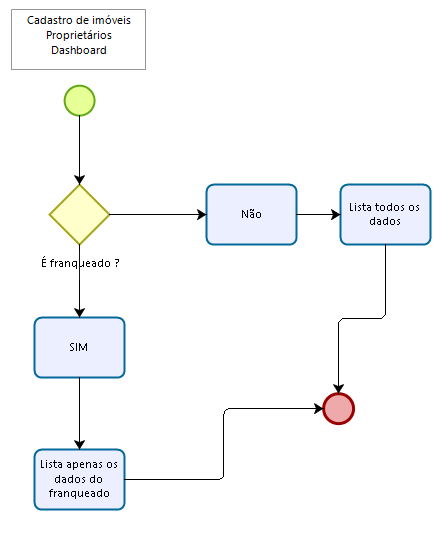 Cadastro de imóveis
Proprietários
Dashboard
Não
Lista todos os
dados
É franqueado ?
SIM
Lista apenas os
dados do
franqueado